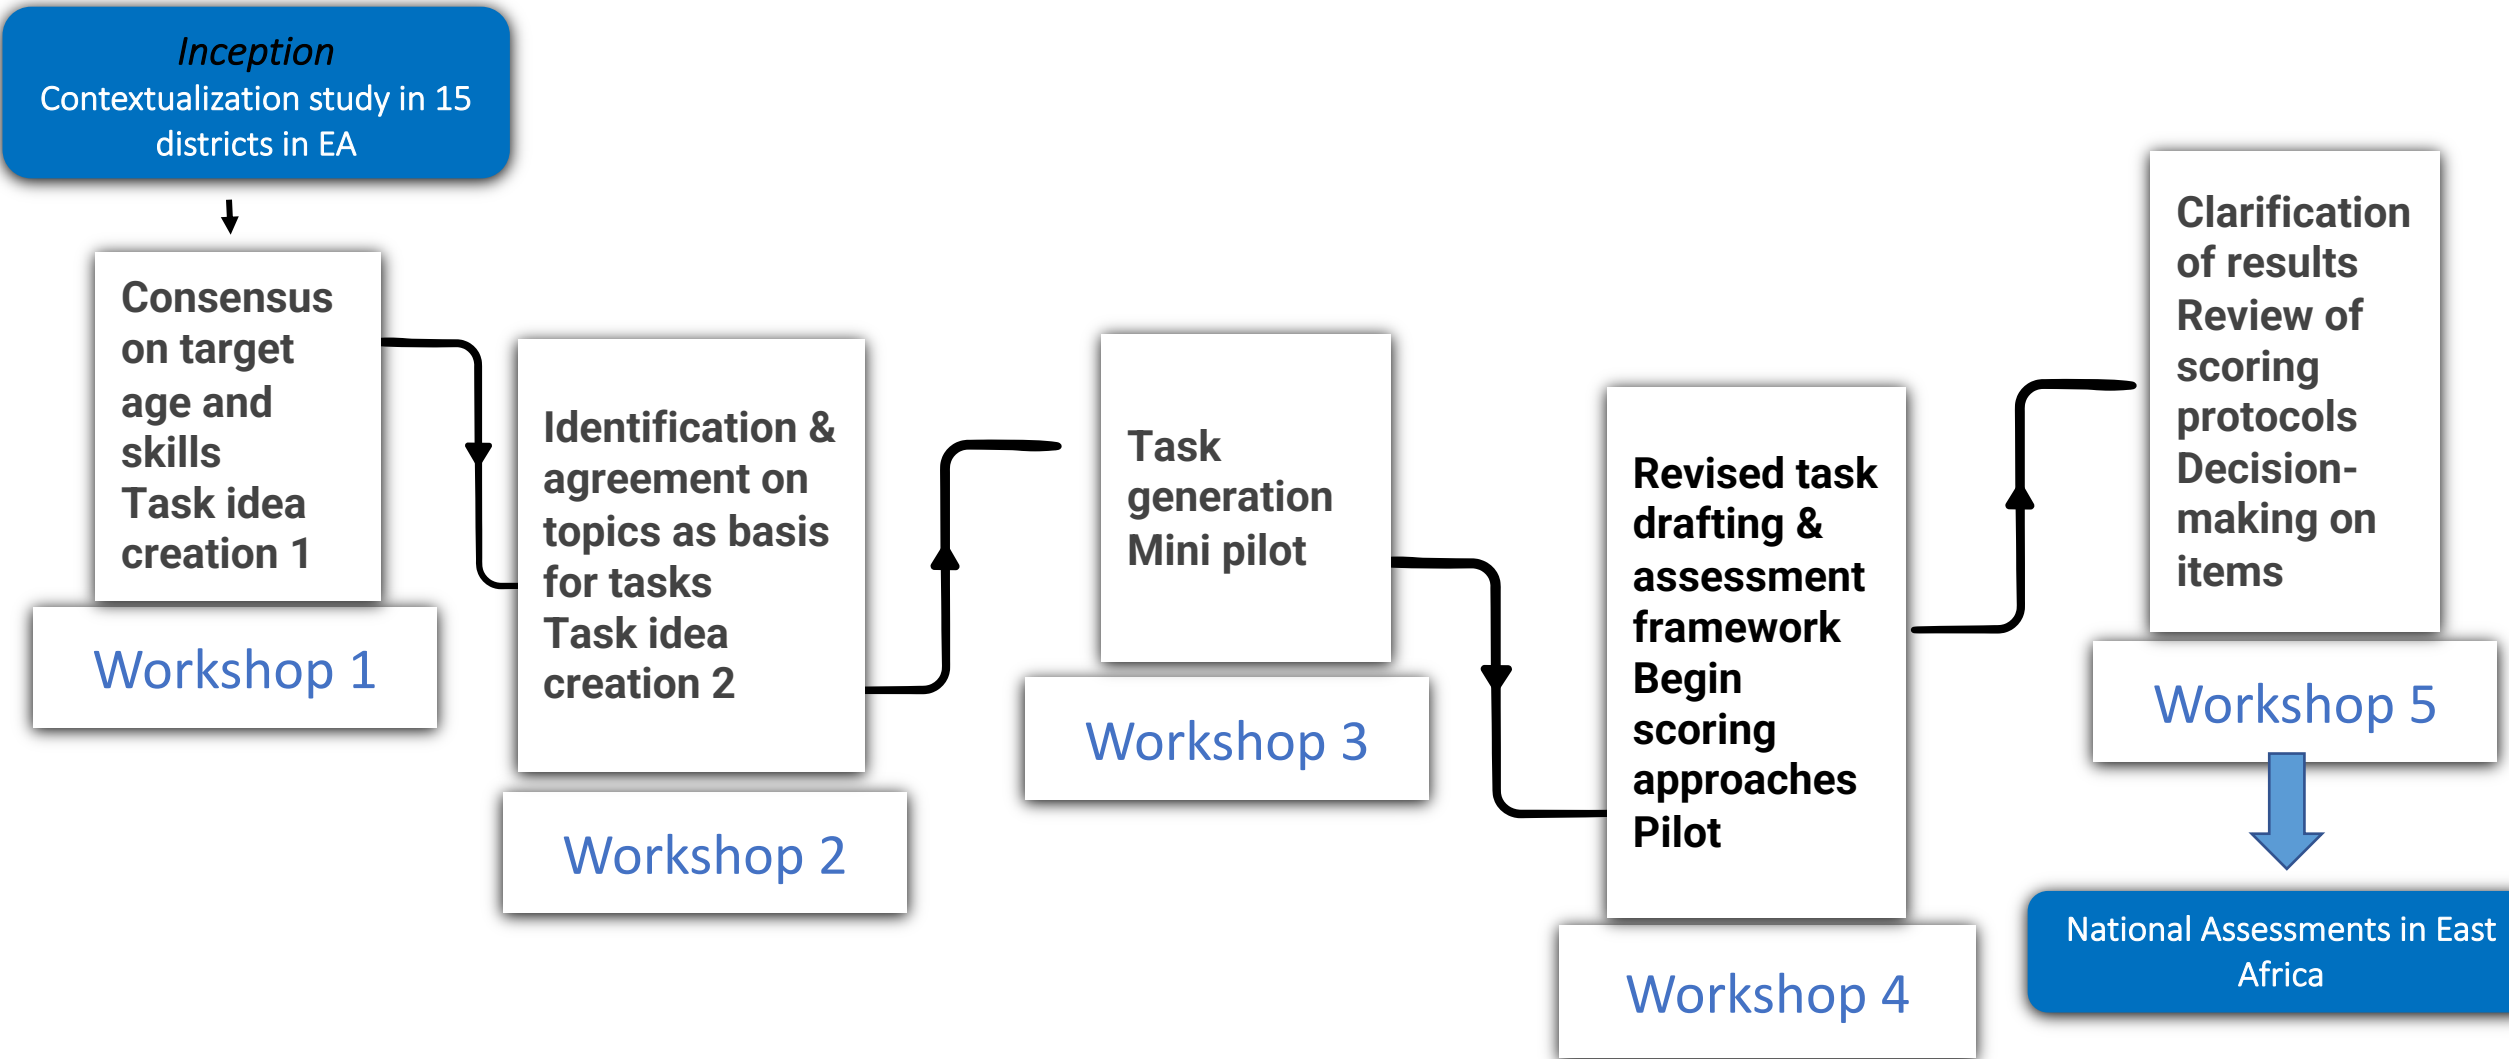 Inception
Contextualization study in 15
districts in EA
Consensus
on target
age and
skills
Task idea
creation 1
Workshop 1
Identification &
agreement on
topics as basis
for tasks
Task idea
creation 2
Workshop 2
Task
generation
Mini pilot
Workshop 3
Revised task
drafting &
assessment
framework
Begin
scoring
approaches
Pilot
Workshop 4
Clarification
of results
Review of
scoring
protocols
Decision-
making on
items
Workshop 5
National Assessments in East
Africa